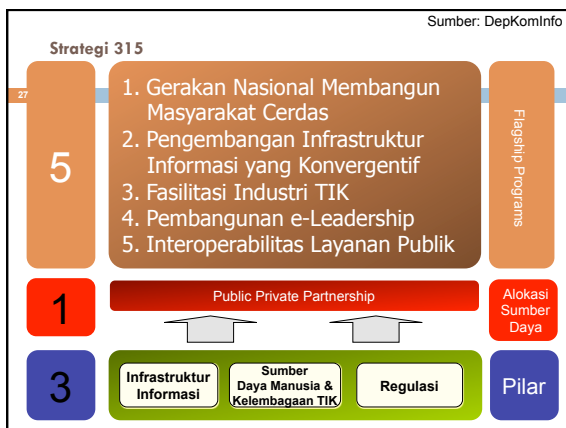 Sumber: DepKomInfo
Strategi 315
27
5
1. Gerakan Nasional Membangun
Masyarakat Cerdas
2. Pengembangan Infrastruktur
Informasi yang Konvergentif
3. Fasilitasi Industri TIK
4. Pembangunan e-Leadership
5. Interoperabilitas Layanan Publik
Flagship Programs
1
Public Private Partnership
Alokasi
Sumber
Daya
3
Infrastruktur
Informasi
Sumber
Daya Manusia &
Kelembagaan TIK
Regulasi
Pilar